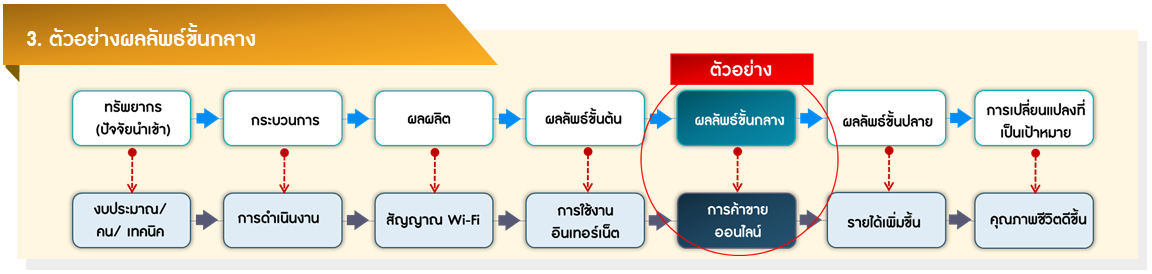 3. ตัวอย่างผลลัพธ์ขั้นกลาง
ตัวอย่าง
ทรัพยากร
(ปัจจัยนำเข้า)
กระบวนการ
ผลผลิต
ผลลัพธ์ขั้นต้น
ผลลัพธ์ขั้นกลาง
ผลลัพธ์ขั้นปลาย
การเปลี่ยนแปลงที่
เป็นเป้าหมาย
งบประมาณ/
คน/ เทคนิค
การดำเนินงาน
สัญญาณ Wi-Fi
การใช้งาน
อินเทอร์เน็ต
การค้าขาย
ออนไลน์
รายได้เพิ่มขึ้น
คุณภาพชีวิตดีขึ้น